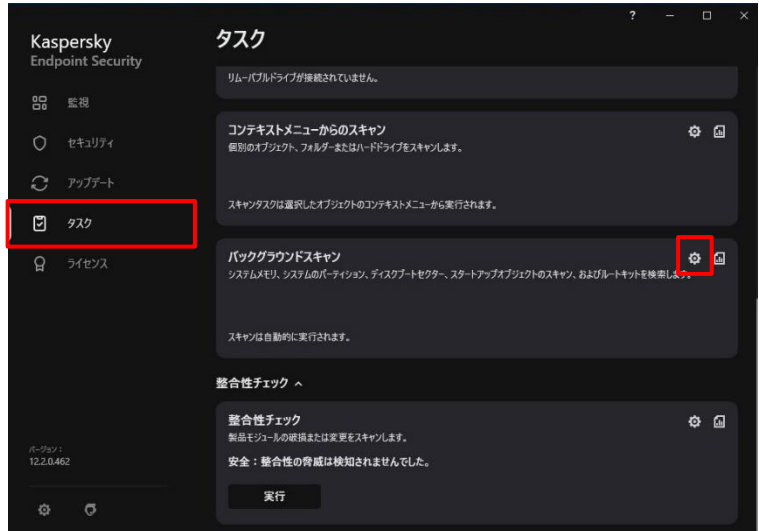 ?
Kaspersky
Endpoint Security
タスク
監視
セキュリティ
アップデート
タスク
ライセンス
バージョン：
12.2.0.462
リムーバブルドライブが接続されていません。
コンテキストメニューからのスキャン
個別のオブジェクト、フォルダーまたはハードドライブをスキャンします。
スキャンタスクは選択したオブジェクトのコンテキストメニューから実行されます。
バックグラウンドスキャン
システムメモリ、システムのパーティション、ディスクブートセクター、スタートアップオブジェクトのスキャン、およびルートキットを検索します。
スキャンは自動的に実行されます。
整合性チェック
整合性チェック
製品モジュールの破損または変更をスキャンします。
安全：整合性の脅威は検知されませんでした。
実行